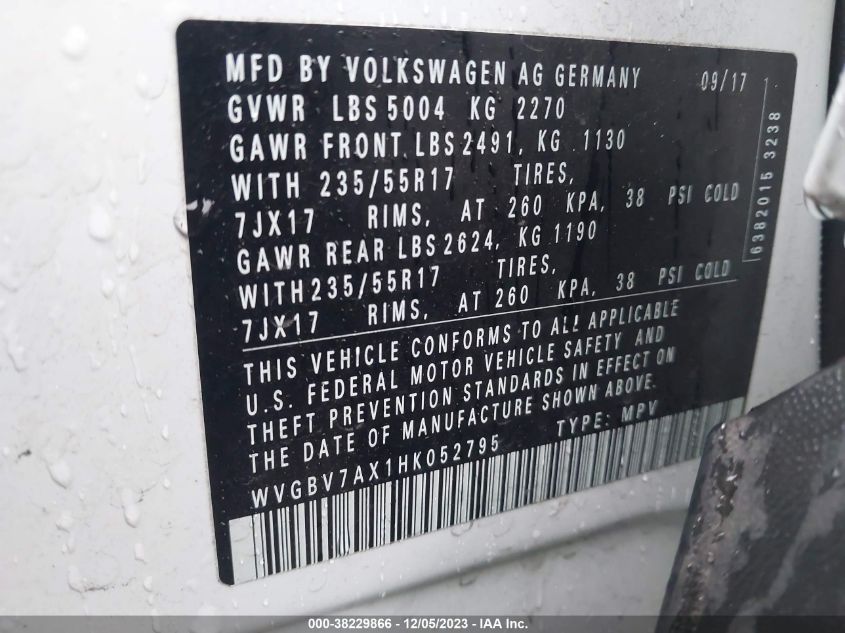 MFD BY VOLKSWAGEN AG GERMANY 09/17
GVWR LBS 5004 KG 2270
GAWR FRONT LBS 2491, KG 1130
WITH 235/55R17 TIRES,
7JX17 RIMS, AT 260 KPA, 38 PSI COLD
GAWR REAR LBS 2624, KG 1190
WITH 235/55R17 TIRES,
7JX17 RIMS, AT 260 KPA, 38 PSI COLD
THIS VEHICLE CONFORMS TO ALL APPLICABLE
U.S. FEDERAL MOTOR VEHICLE SAFETY AND
THEFT PREVENTION STANDARDS IN EFFECT ON
THE DATE OF MANUFACTURE SHOWN ABOVE.
WVGBV7AX1HK052795 TYPE: MPV
6382015 3238
000-38229866 - 12/05/2023 - IAA Inc.